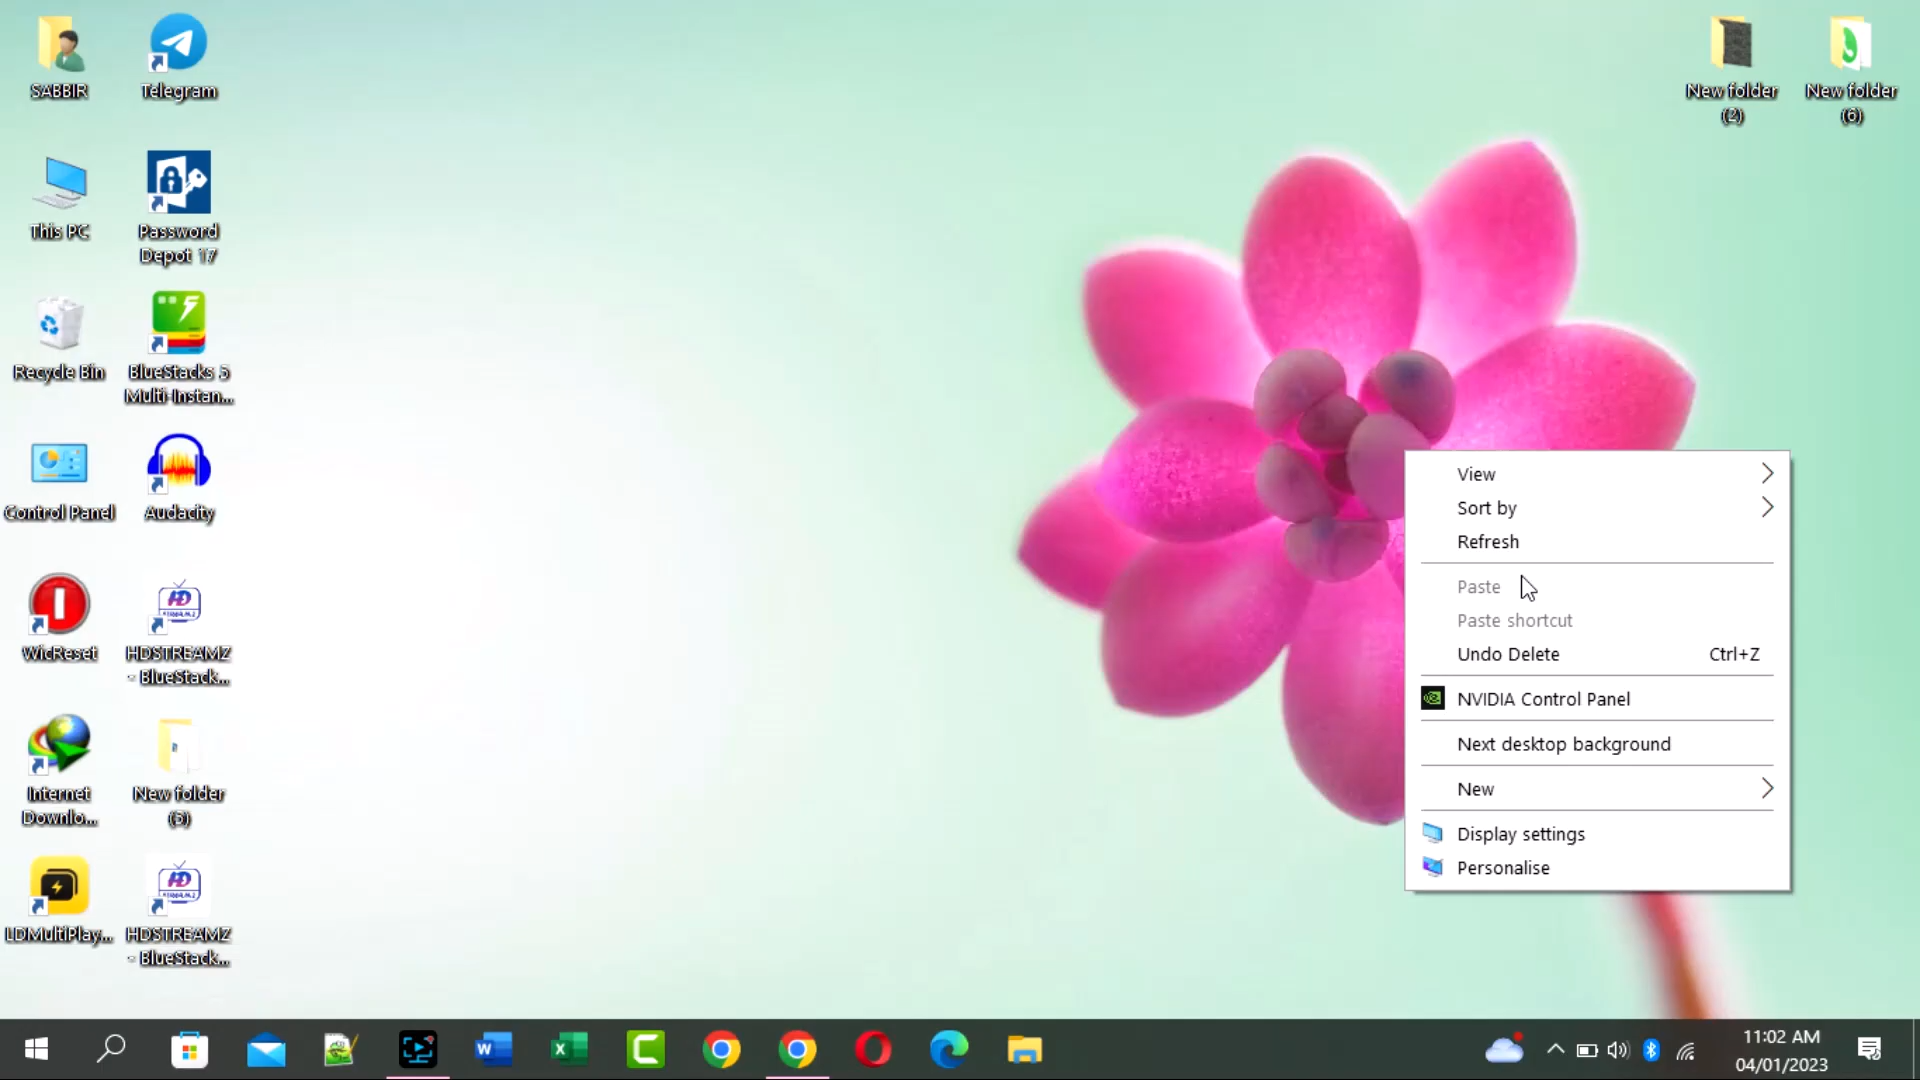 SABBIR
Telegram
This PC
Password
Depot 17
Recycle Bin
BlueStacks 5
Multi-Instan...
Control Panel
Audacity
WicReset
HDSTREAMZ
- BlueStack...
Internet
Downlo...
New folder
(5)
LDMultiPlay...
HDSTREAMZ
- BlueStack...
New folder
(2)
New folder
(6)
View
Sort by
Refresh
Paste
Paste shortcut
Undo Delete Ctrl+Z
NVIDIA Control Panel
Next desktop background
New
Display settings
Personalise
11:02 AM
04/01/2023